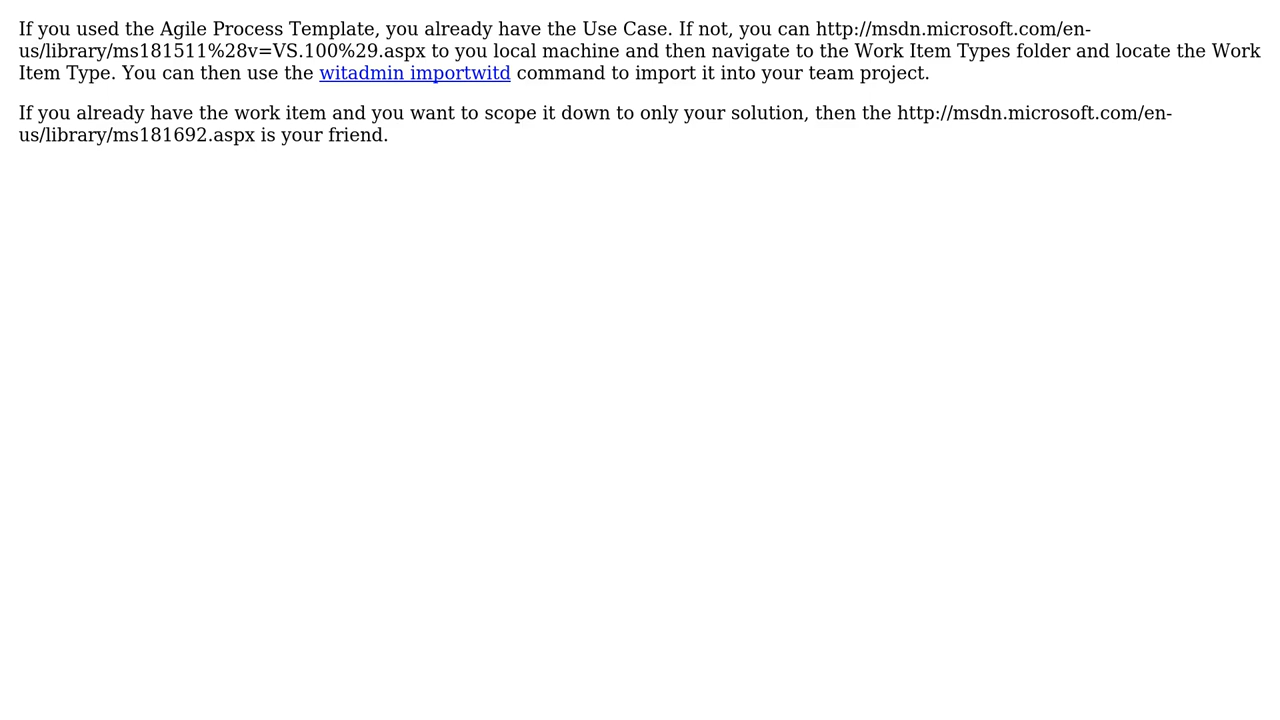 If you used the Agile Process Template, you already have the Use Case. If not, you can http://msdn.microsoft.com/en-
us/library/ms181511%28v=VS.100%29.aspx to you local machine and then navigate to the Work Item Types folder and locate the Work
Item Type. You can then use the witadmin importwitd command to import it into your team project.
If you already have the work item and you want to scope it down to only your solution, then the http://msdn.microsoft.com/en-
us/library/ms181692.aspx is your friend.